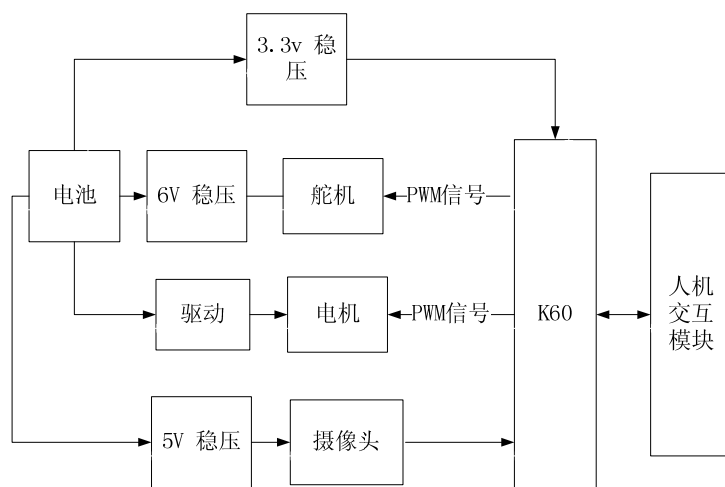 3.3v 稳
压
电池
6V 稳压
舵机
PWM信号
驱动
电机
PWM信号
K60
人机
交互
模块
5V 稳压
摄像头